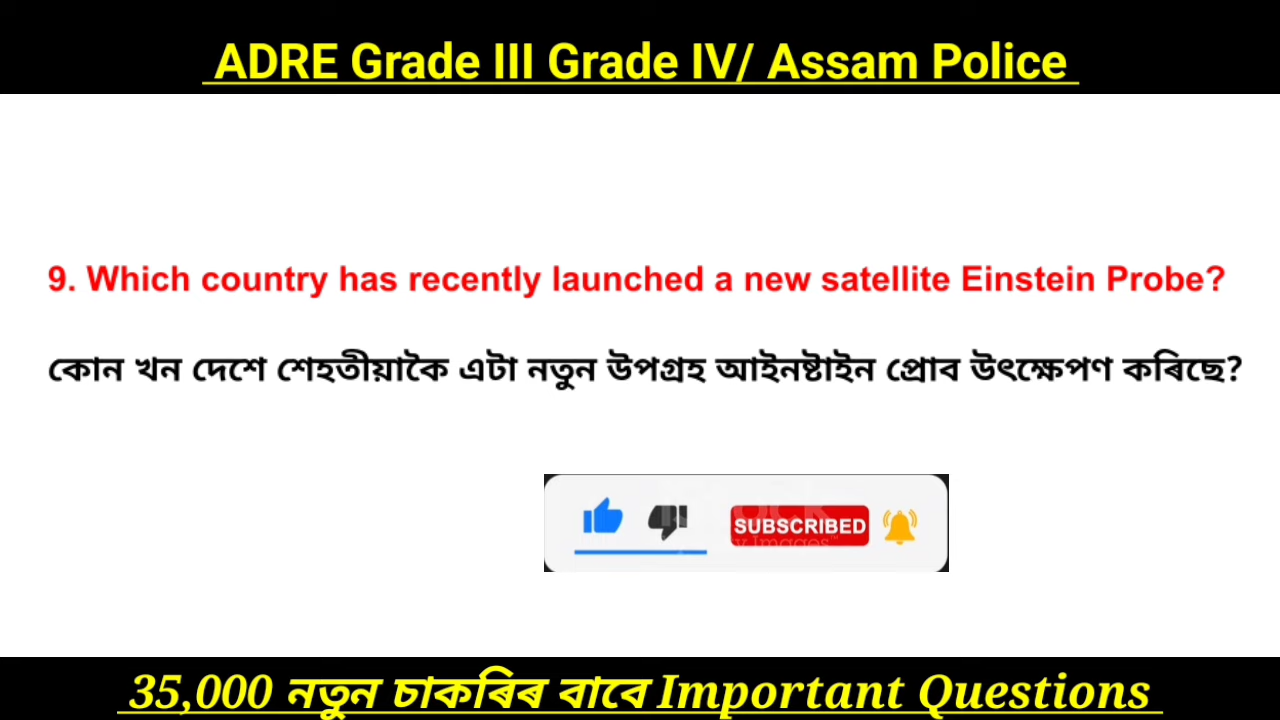 ADRE Grade III Grade IV/ Assam Police
9. Which country has recently launched a new satellite Einstein Probe?
কোন খন দেশে শেহতীয়াকৈ এটা নতুন উপগ্ৰহ আইনষ্টাইন প্ৰোব উৎক্ষেপণ কৰিছে?
SUBSCRIBED
35,000 নতুন চাকৰিৰ বাবে Important Questions